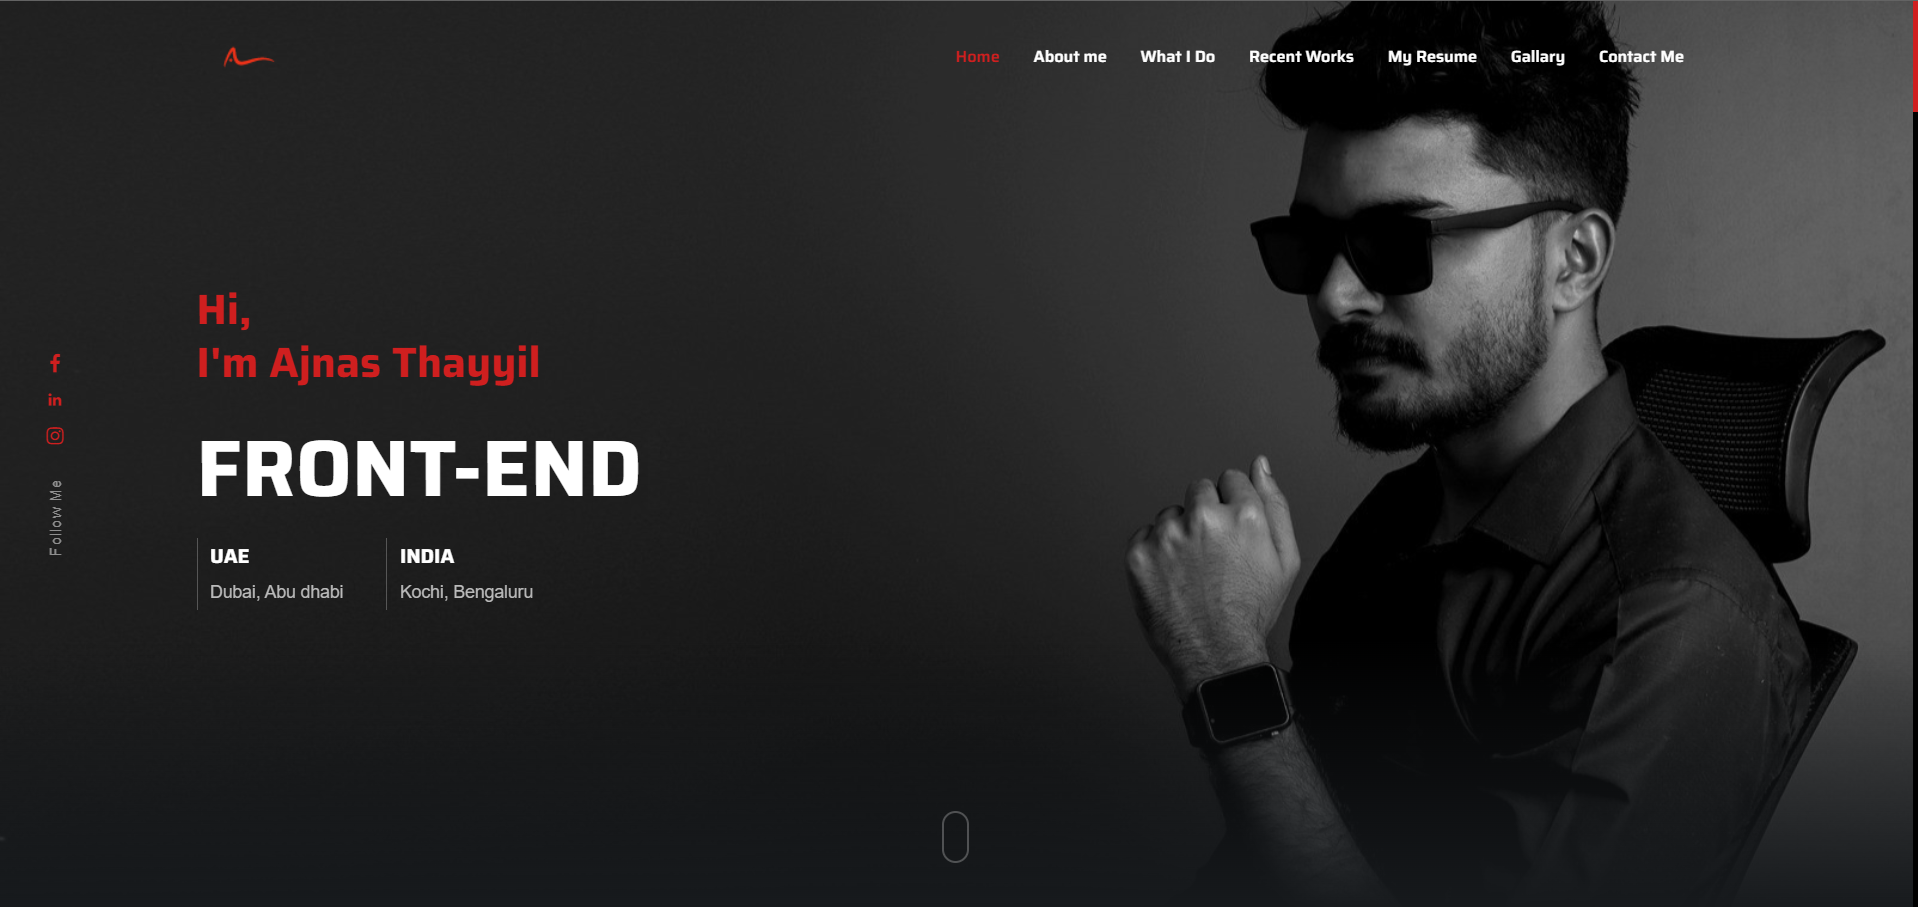 Home About me What I Do Recent Works My Resume Gallary Contact Me
Hi,
I'm Ajnas Thayyil
FRONT-END
UAE
Dubai, Abu dhabi
INDIA
Kochi, Bengaluru
f
in
Follow Me